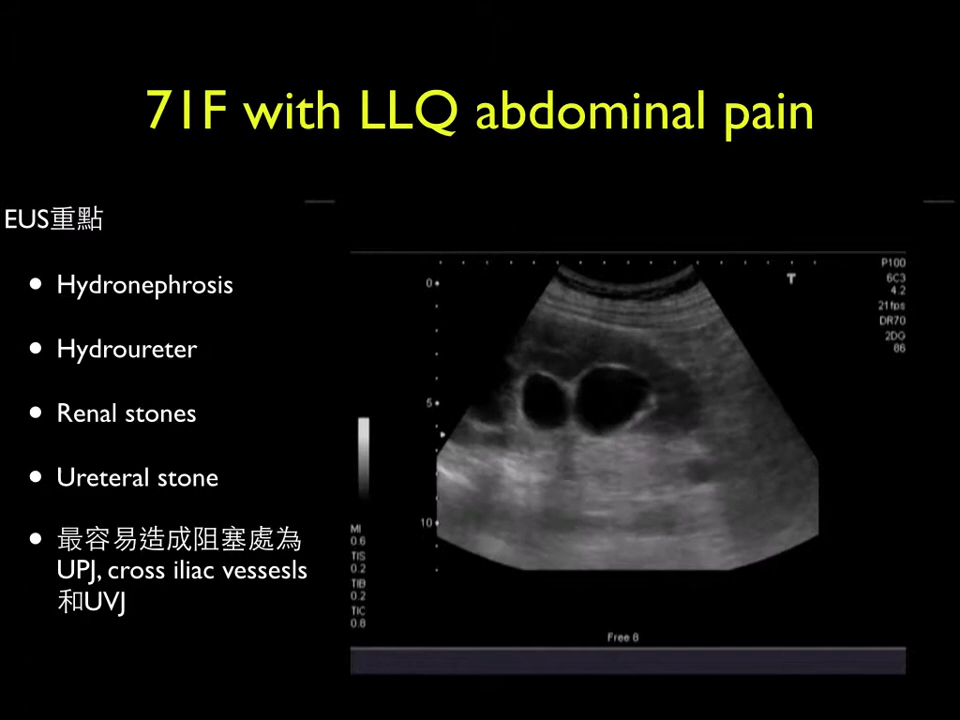 71F with LLQ abdominal pain
EUS重點
• Hydronephrosis
• Hydroureter
• Renal stones
• Ureteral stone
• 最容易造成阻塞處為
UPJ, cross iliac vessesls
和UVJ
T
P100
6C3
4.2
21fps
DR70
2DG
86
0
5
10
MI
0.6
TIS
0.2
TIB
0.2
TIC
0.8
Free 8